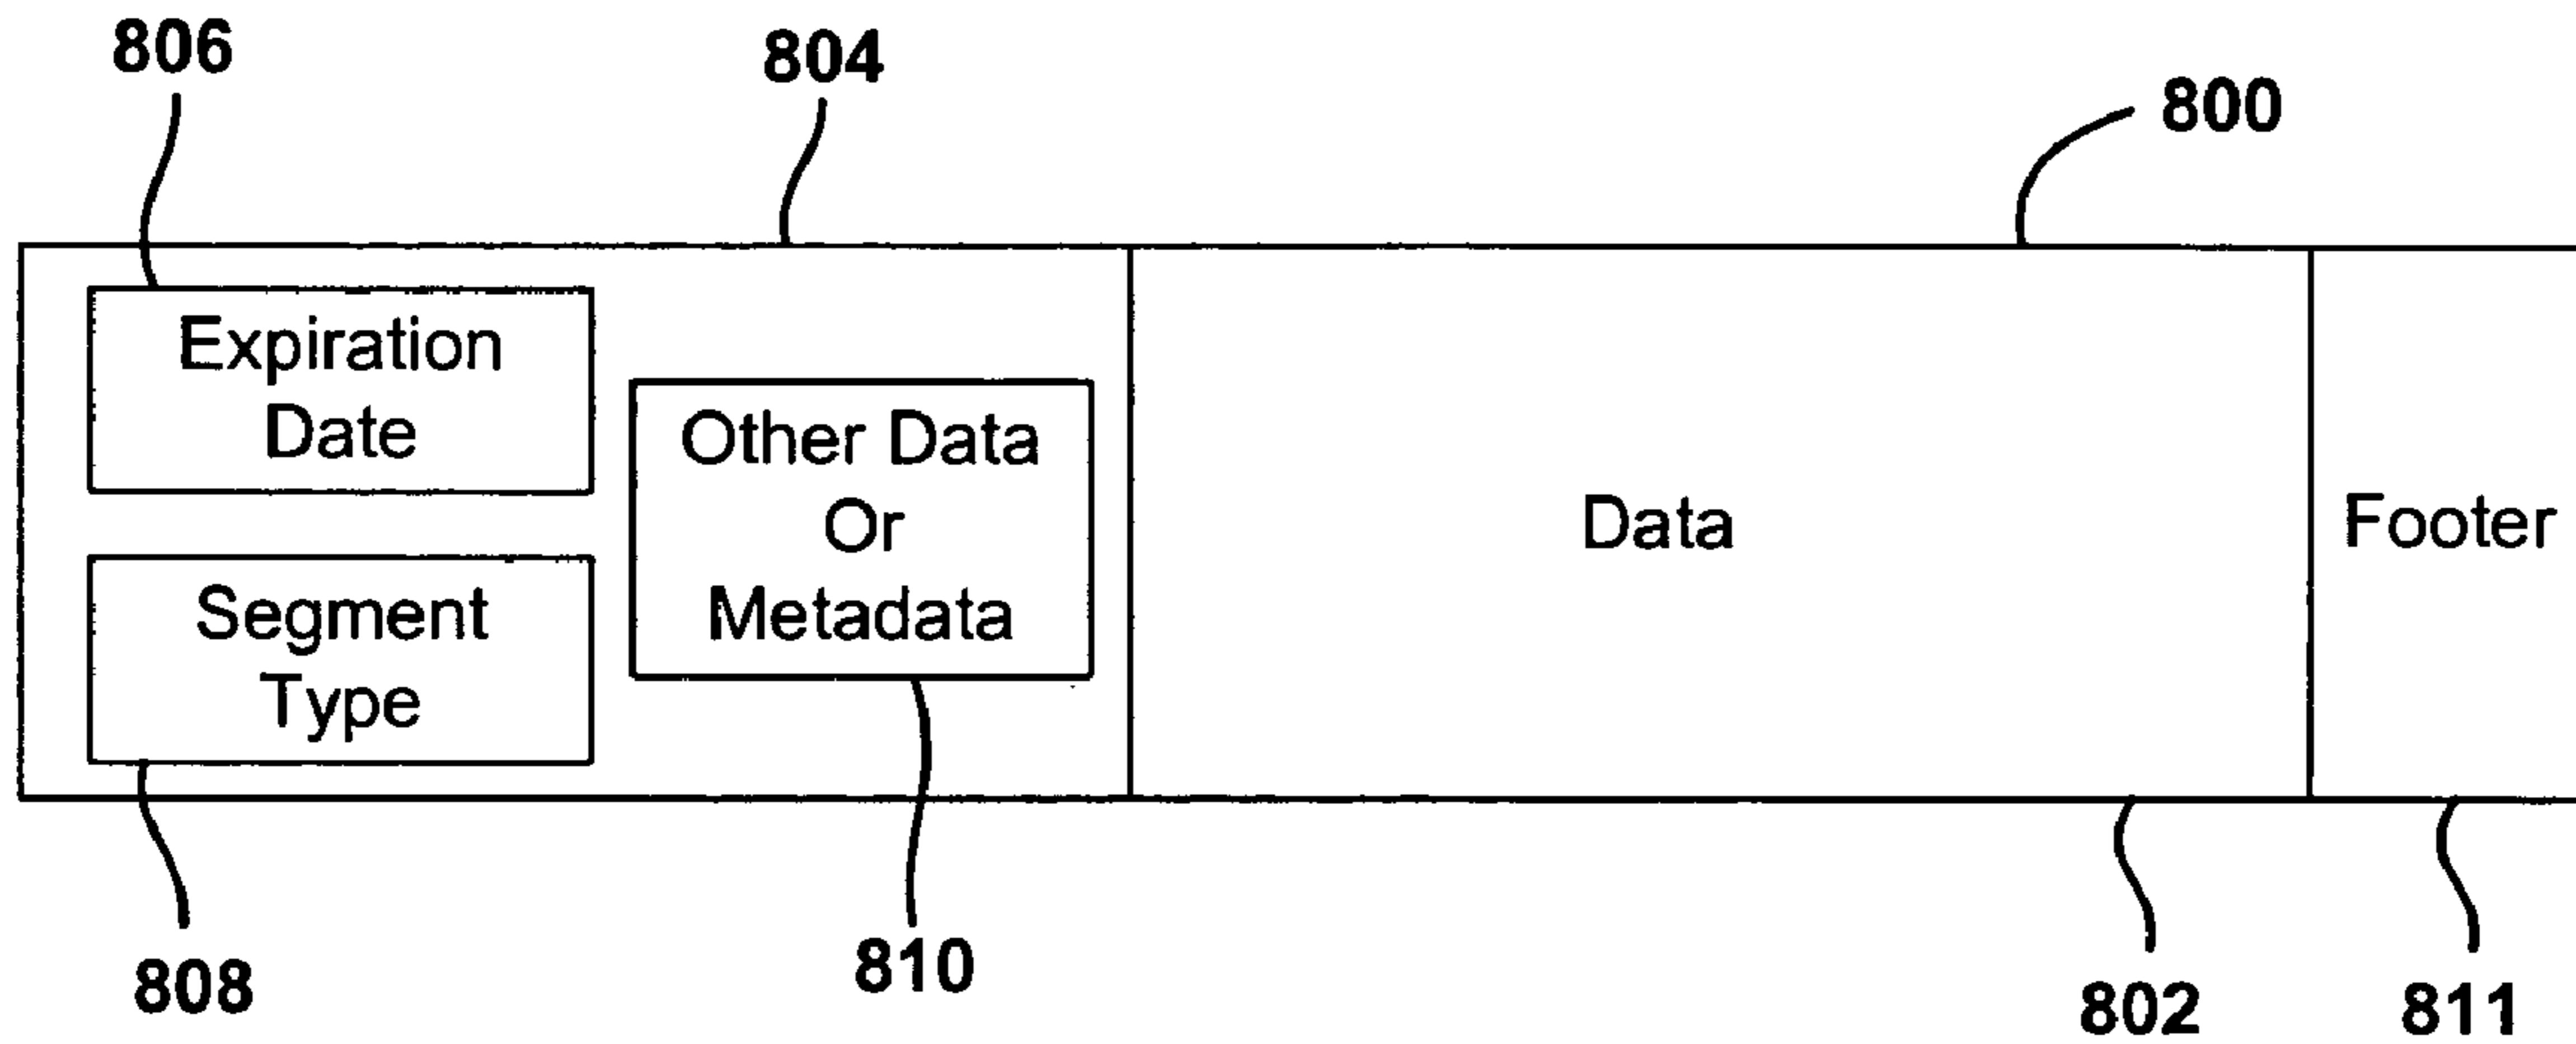 806
804
800
Expiration
Date
Other Data
Or
Metadata
Segment
Type
Data
Footer
808
810
802
811